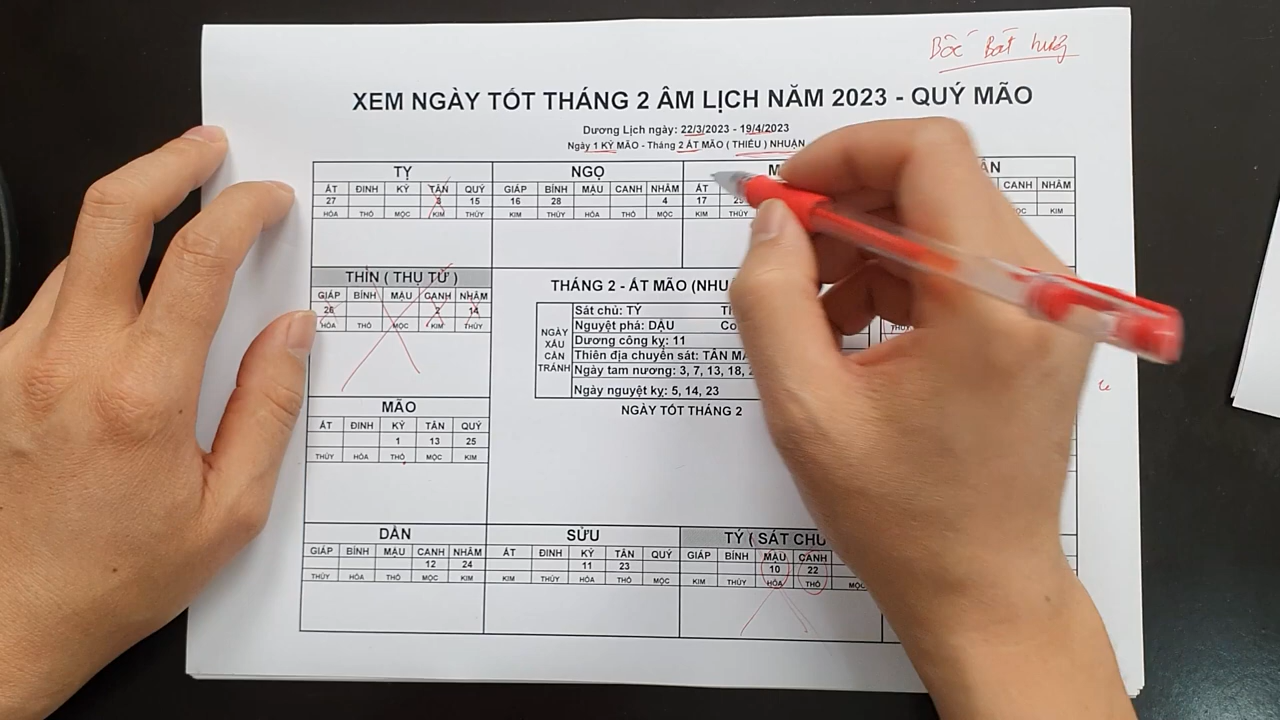 Bốc Bát hương
XEM NGÀY TỐT THÁNG 2 ÂM LỊCH NĂM 2023 - QUÝ MÃO
Dương Lịch ngày: 22/3/2023 - 19/4/2023
Ngày 1 KỶ MÃO - Tháng 2 ẤT MÃO ( THIẾU ) NHUẬN
TỴ
ẤT ĐINH KỶ TÂN QUÝ
27 3 15
HỎA THỔ MỘC KIM THỦY
NGỌ
GIÁP BÍNH MẬU CANH NHÂM
16 28 4
KIM THỦY HỎA THỔ MỘC
ẤT
17
KIM
CANH NHÂM
THỔ KIM
THÌN ( THỤ TỬ )
GIÁP BÍNH MẬU CANH NHÂM
26 2 14
HỎA THỔ MỘC KIM THỦY
THÁNG 2 - ẤT MÃO
NGÀY XẤU CẦN TRÁNH
Sát chủ: TÝ
Nguyệt phá: DẬU
Dương công kỵ: 11
Thiên địa chuyển sát: TÂN
Ngày tam nương: 3, 7, 13, 18,
Ngày nguyệt kỵ: 5, 14, 23
NGÀY TỐT THÁNG 2
MÃO
ẤT ĐINH KỶ TÂN QUÝ
1 13 25
THỦY HỎA THỔ MỘC KIM
DẦN
GIÁP BÍNH MẬU CANH NHÂM
12 24
THỦY HỎA THỔ MỘC KIM
SỬU
ẤT ĐINH KỶ TÂN QUÝ
11 23
KIM THỦY HỎA THỔ MỘC
TÝ ( SÁT CHỦ
GIÁP BÍNH MẬU CANH
10 22
KIM THỦY HỎA THỔ MỘC